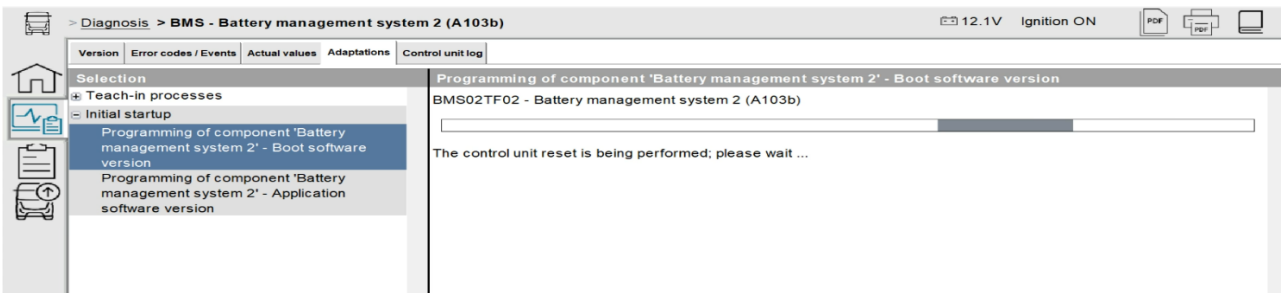 > Diagnosis > BMS - Battery management system 2 (A103b)
12.1V Ignition ON
PDF
PDF
Version Error codes / Events Actual values Adaptations Control unit log
Selection
Teach-in processes
Initial startup
Programming of component 'Battery
management system 2' - Boot software
version
Programming of component 'Battery
management system 2' - Application
software version
Programming of component 'Battery management system 2' - Boot software version
BMS02TF02 - Battery management system 2 (A103b)
The control unit reset is being performed; please wait ...